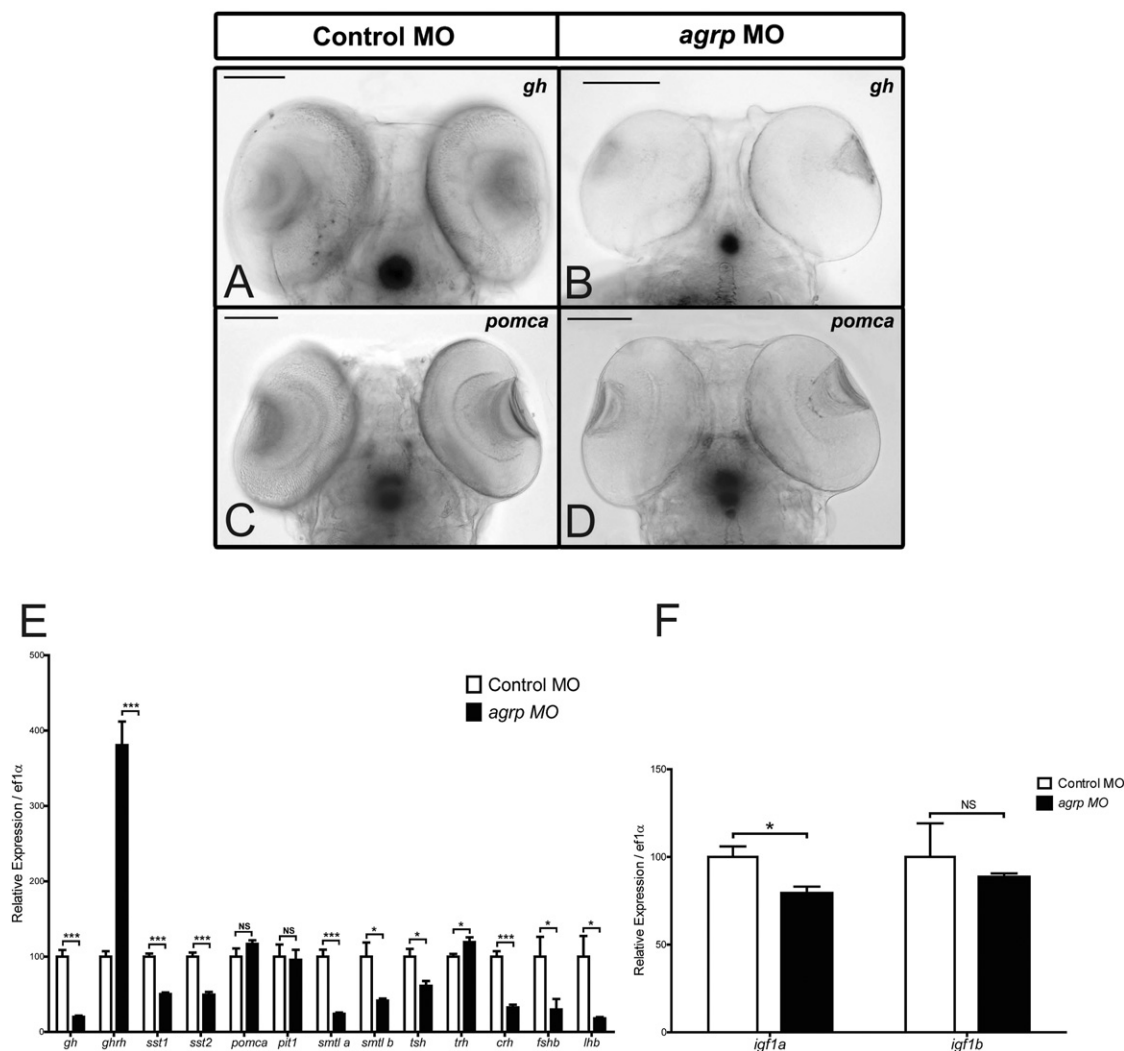 Control MO agrp MO
gh gh
A B
pomca pomca
C D
E
500
400
300
200
100
0
Relative Expression / ef1α
Control MO
agrp MO
*** *** *** *** NS NS *** * * * *** * *
gh ghrh sst1 sst2 pomca pit1 smtl a smtl b tsh trh crh fshb lhb
F
150
100
50
0
Relative Expression / ef1α
Control MO
agrp MO
* NS
igf1a igf1b